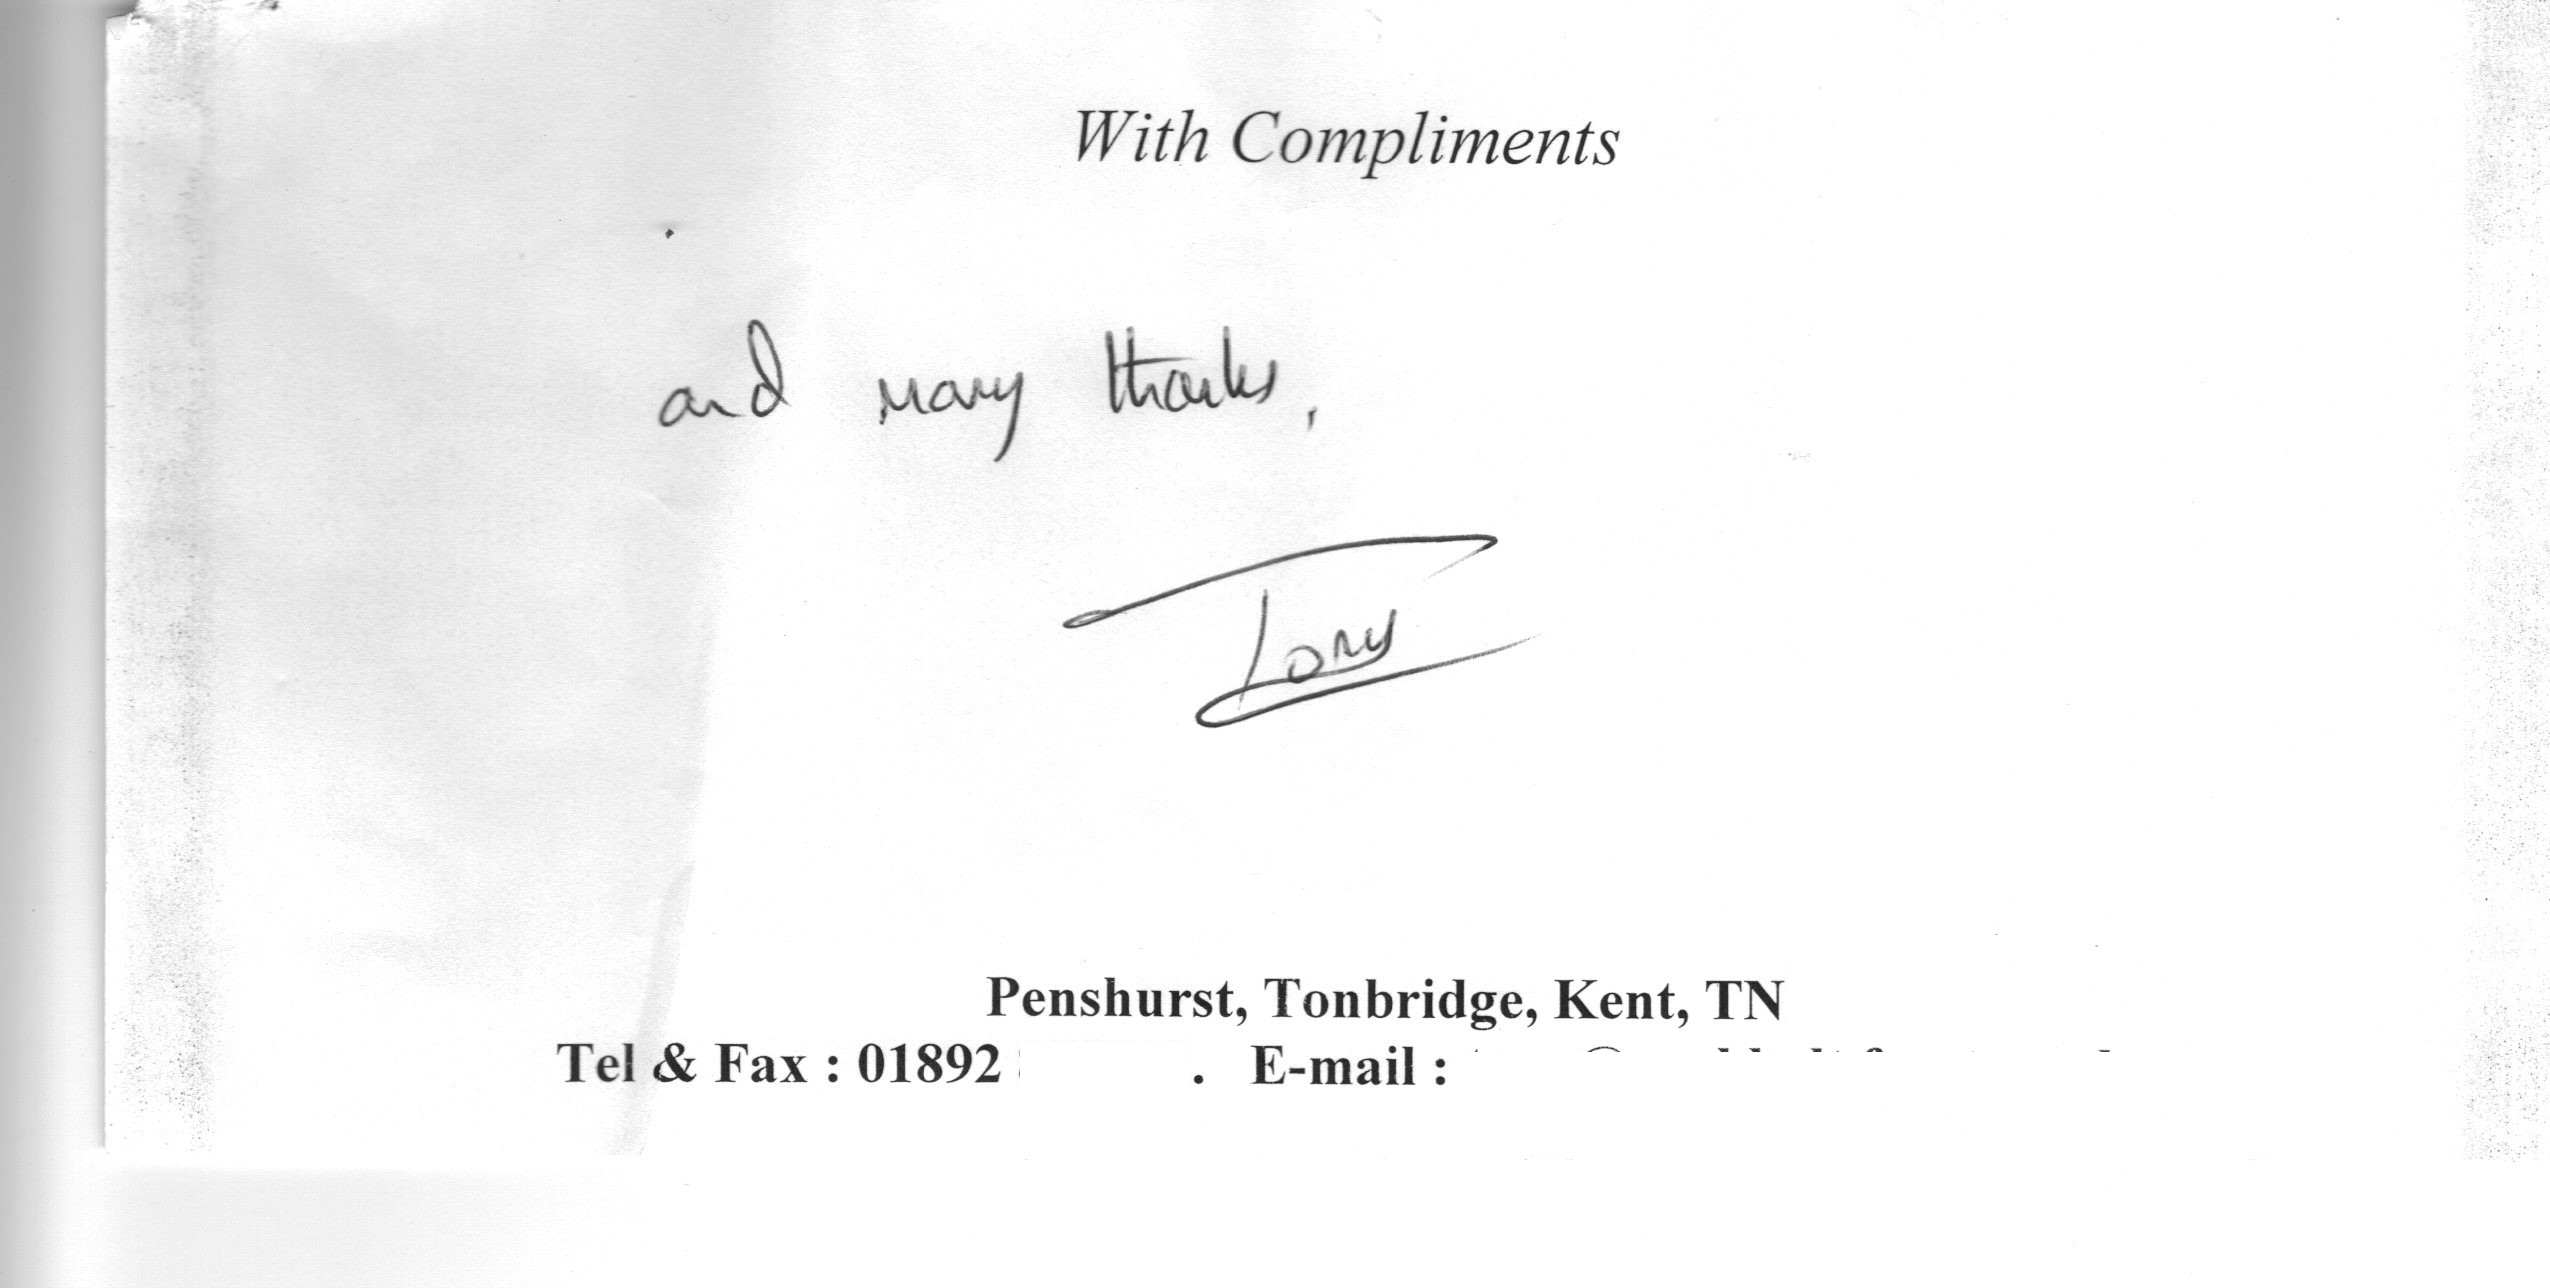 With Compliments
and many thanks,
Tony
Penshurst, Tonbridge, Kent, TN
Tel & Fax : 01892 . E-mail :